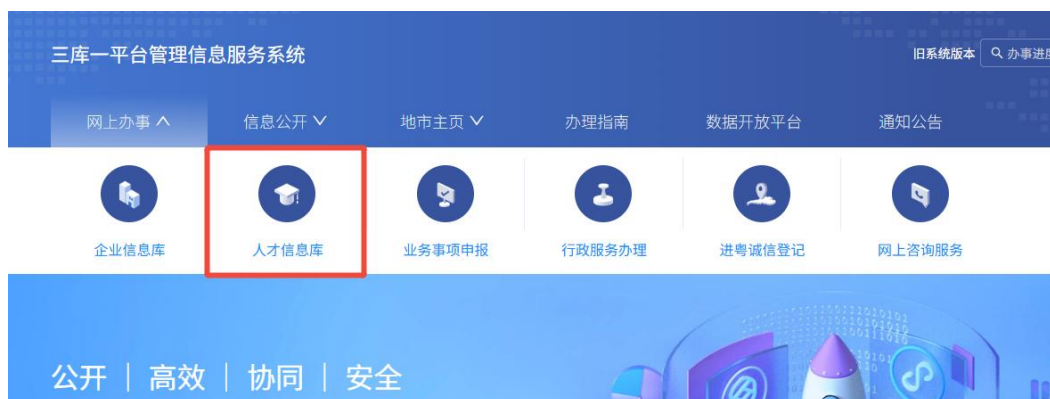 三库一平台管理信息服务系统
旧系统版本 办事进度
网上办事 信息公开 地市主页 办理指南 数据开放平台 通知公告
企业信息库 人才信息库 业务事项申报 行政服务办理 进粤诚信登记 网上咨询服务
公开 | 高效 | 协同 | 安全